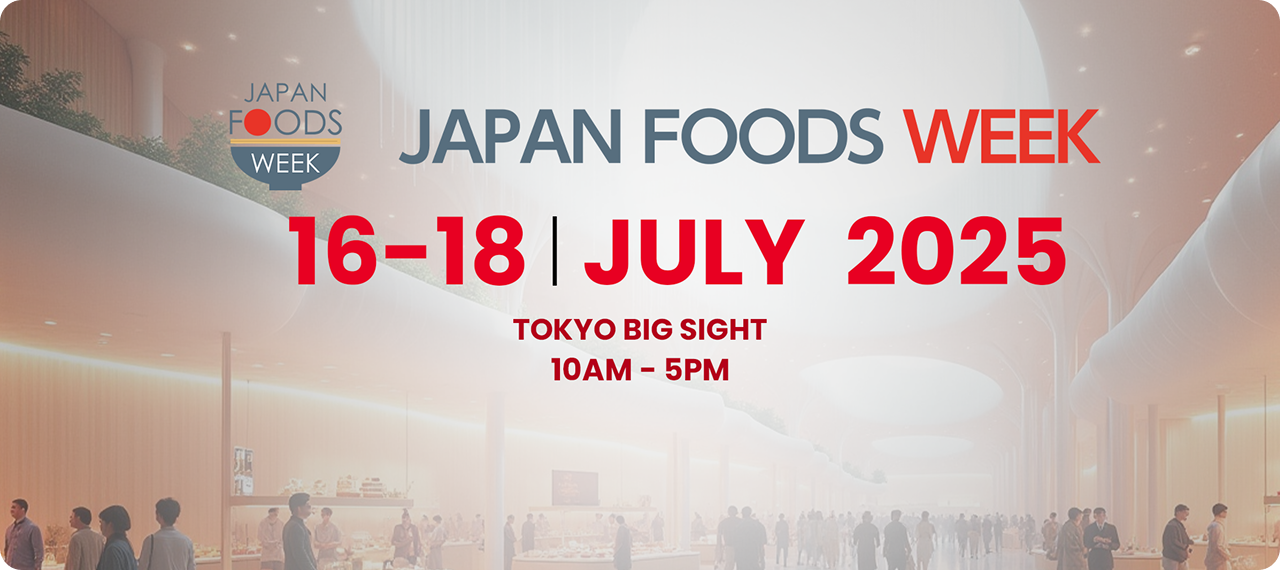 JAPAN
FOODS
WEEK
JAPAN FOODS WEEK
16-18 | JULY 2025
TOKYO BIG SIGHT
10AM - 5PM